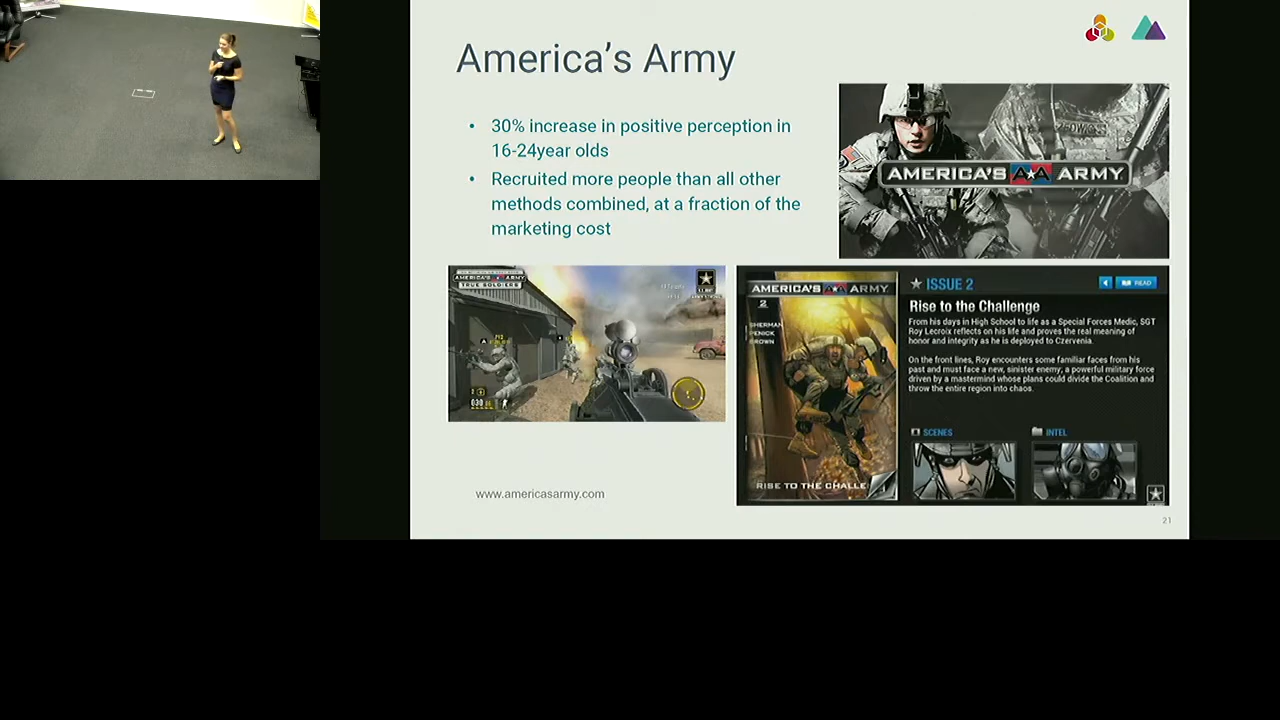 America's Army
• 30% increase in positive perception in
16-24year olds
• Recruited more people than all other
methods combined, at a fraction of the
marketing cost
AMERICA'S ARMY
AMERICA'S ARMY
TRUE SOLDIERS
AMERICA'S ARMY
2
SHERMAN
PENICK
BROWN
RISE TO THE CHALLE
ISSUE 2
READ
Rise to the Challenge
From his days in High School to life as a Special Forces Medic, SGT
Roy Lecroix reflects on his life and proves the real meaning of
honor and integrity as he is deployed to Czervenia.
On the front lines, Roy encounters some familiar faces from his
past and must face a new, sinister enemy; a powerful military force
driven by a mastermind whose plans could divide the Coalition and
throw the entire region into chaos.
SCENES
INTEL
www.americasarmy.com
21